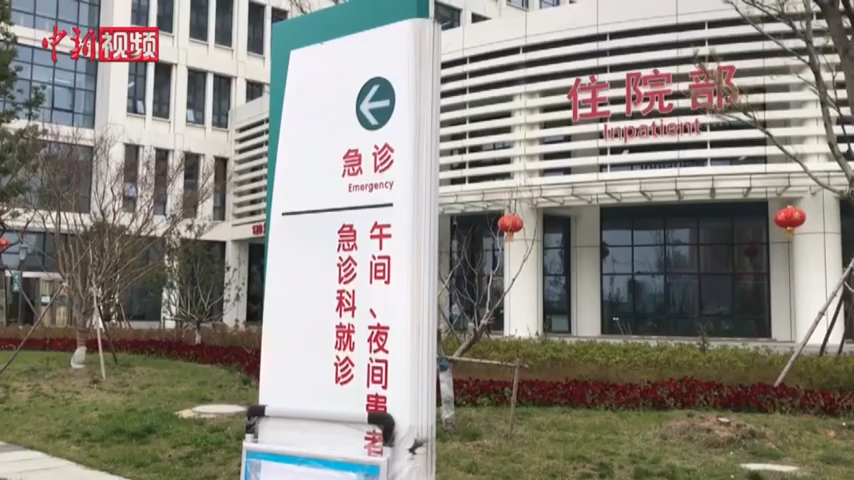 中新视频
急诊
Emergency
午间、夜间患者
急诊科就诊
住院部
Inpatient